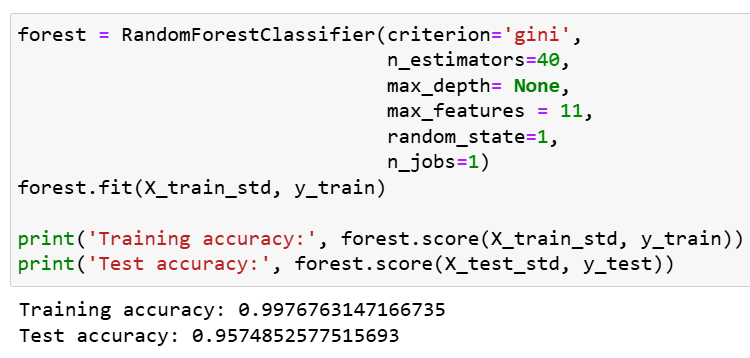 forest = RandomForestClassifier(criterion='gini',
n_estimators=40,
max_depth= None,
max_features = 11,
random_state=1,
n_jobs=1)
forest.fit(X_train_std, y_train)
print('Training accuracy:', forest.score(X_train_std, y_train))
print('Test accuracy:', forest.score(X_test_std, y_test))
Training accuracy: 0.9976763147166735
Test accuracy: 0.9574852577515693